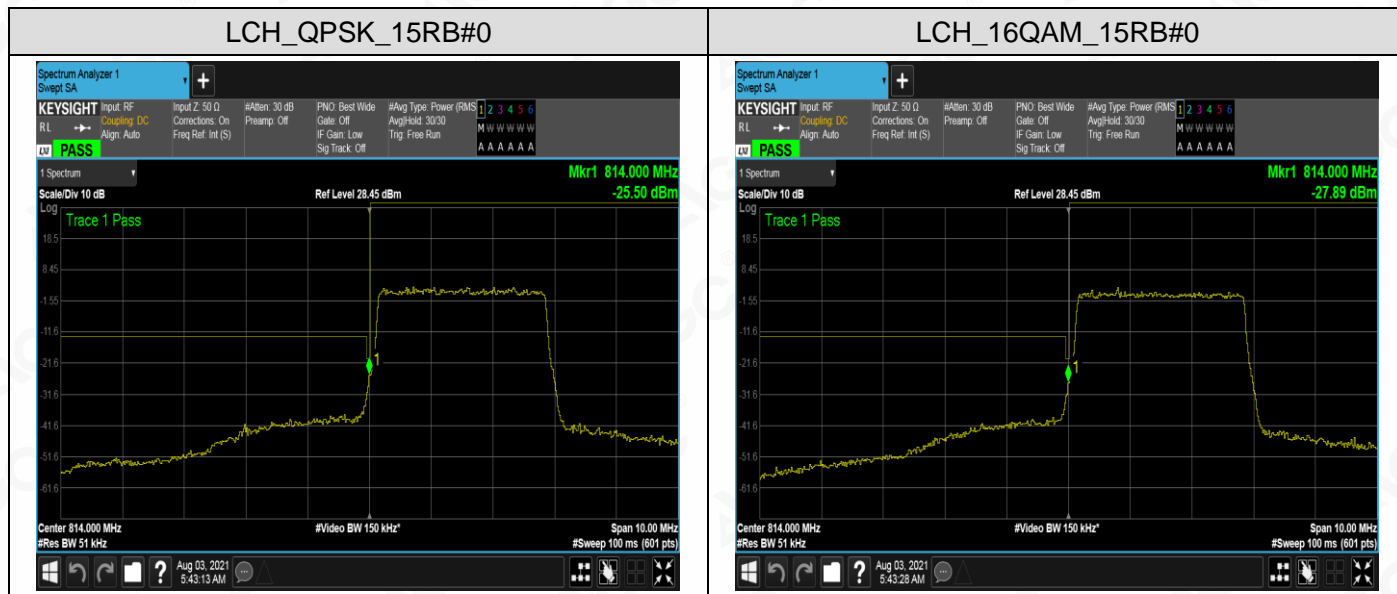 LCH_QPSK_15RB#0
Spectrum Analyzer 1
Swept SA
KEYSIGHT
RL
LXI
PASS
Input: RF
Coupling: DC
Align: Auto
Input Z: 50 Ω
Corrections: On
Freq Ref: Int (S)
#Atten: 30 dB
Preamp: Off
PNO: Best Wide
Gate: Off
IF Gain: Low
Sig Track: Off
#Avg Type: Power (RMS
Avg|Hold: 30/30
Trig: Free Run
1 2 3 4 5 6
M W W W W W
A A A A A A
1 Spectrum
Mkr1 814.000 MHz
Scale/Div 10 dB
Ref Level 28.45 dBm
-25.50 dBm
Log
Trace 1 Pass
18.5
8.45
-1.55
-11.6
-21.6
1
-31.6
-41.6
-51.6
-61.6
Center 814.000 MHz
#Video BW 150 kHz*
Span 10.00 MHz
#Res BW 51 kHz
#Sweep 100 ms (601 pts)
?
Aug 03, 2021
5:43:13 AM
LCH_16QAM_15RB#0
Spectrum Analyzer 1
Swept SA
KEYSIGHT
RL
LXI
PASS
Input: RF
Coupling: DC
Align: Auto
Input Z: 50 Ω
Corrections: On
Freq Ref: Int (S)
#Atten: 30 dB
Preamp: Off
PNO: Best Wide
Gate: Off
IF Gain: Low
Sig Track: Off
#Avg Type: Power (RMS
Avg|Hold: 30/30
Trig: Free Run
1 2 3 4 5 6
M W W W W W
A A A A A A
1 Spectrum
Mkr1 814.000 MHz
Scale/Div 10 dB
Ref Level 28.45 dBm
-27.89 dBm
Log
Trace 1 Pass
18.5
8.45
-1.55
-11.6
-21.6
1
-31.6
-41.6
-51.6
-61.6
Center 814.000 MHz
#Video BW 150 kHz*
Span 10.00 MHz
#Res BW 51 kHz
#Sweep 100 ms (601 pts)
?
Aug 03, 2021
5:43:28 AM